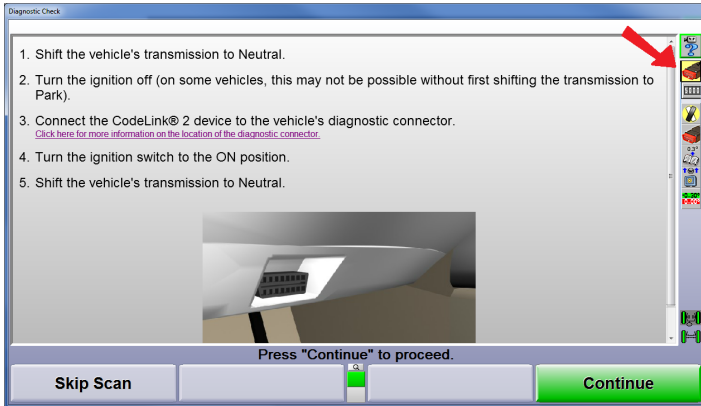 Diagnostic Check
1. Shift the vehicle's transmission to Neutral.
2. Turn the ignition off (on some vehicles, this may not be possible without first shifting the transmission to
Park).
3. Connect the CodeLink® 2 device to the vehicle's diagnostic connector.
Click here for more information on the location of the diagnostic connector.
4. Turn the ignition switch to the ON position.
5. Shift the vehicle's transmission to Neutral.
0.3°
Press "Continue" to proceed.
Skip Scan
Continue